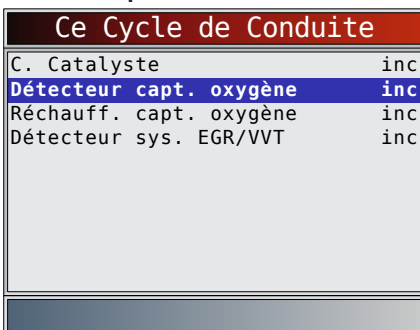 Ce Cycle de Conduite
C. Catalyste inc
Détecteur capt. oxygène inc
Réchauff. capt. oxygène inc
Détecteur sys. EGR/VVT inc